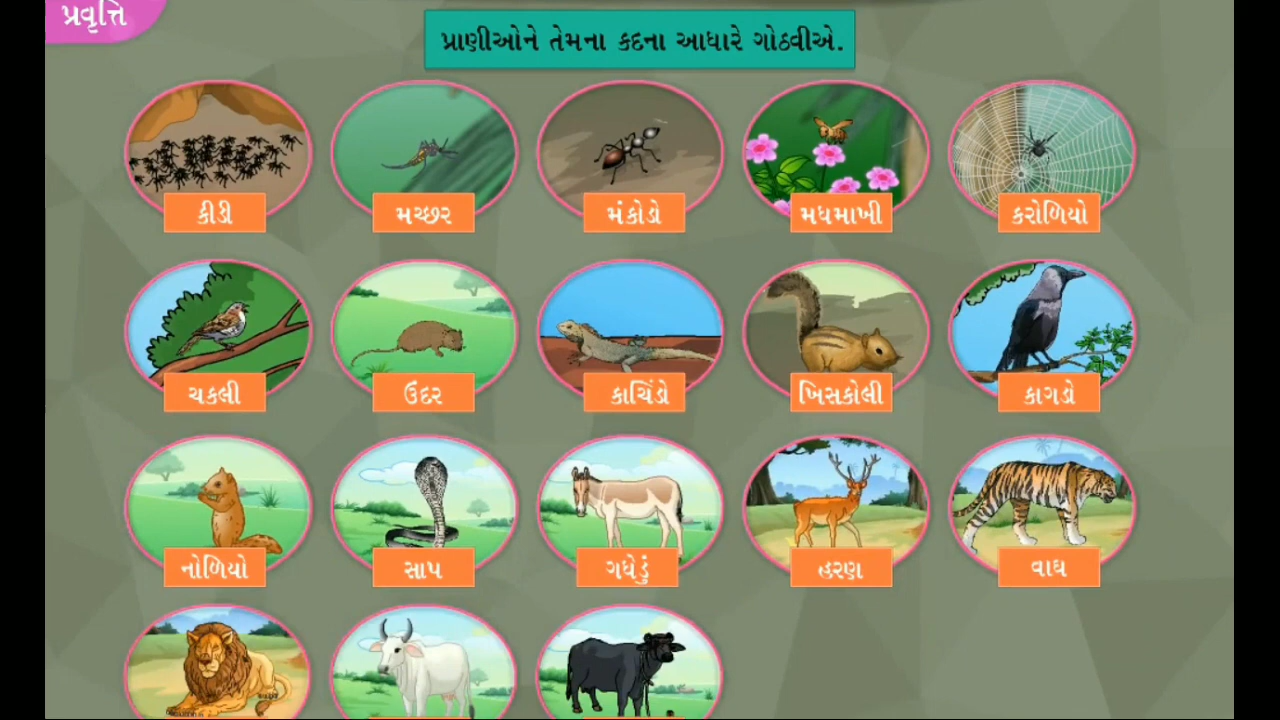 પ્રવૃત્તિ
પ્રાણીઓને તેમના કદના આધારે ગોઠવીએ.
કીડી મચ્છર મંકોડો મધમાખી કરોળિયો
ચકલી ઉંદર કાચિંડો ખિસકોલી કાગડો
નોળિયો સાપ ગધેડું હરણ વાઘ